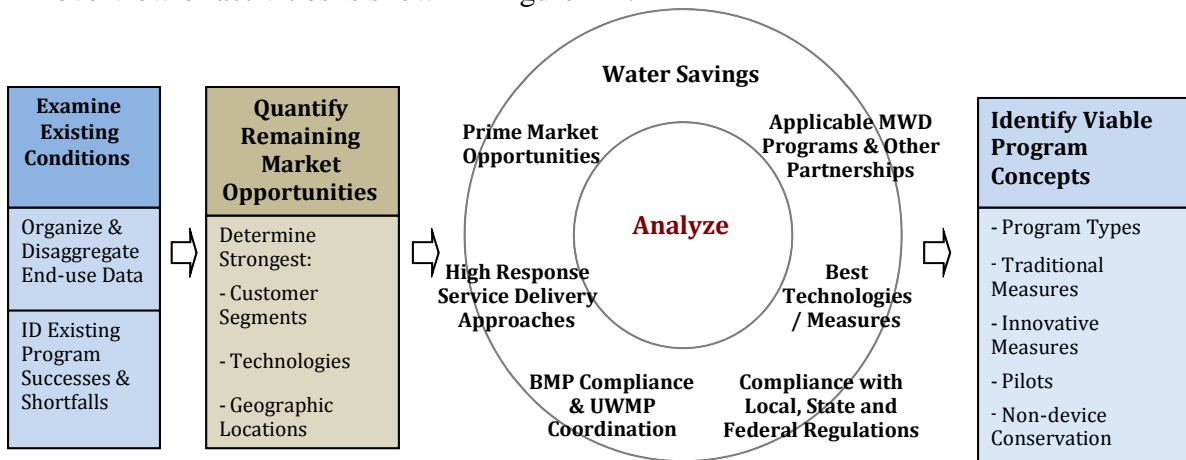 Examine
Existing
Conditions
Organize &
Disaggregate
End-use Data
ID Existing
Program
Successes &
Shortfalls
Quantify
Remaining
Market
Opportunities
Determine
Strongest:
- Customer
Segments
- Technologies
- Geographic
Locations
Water Savings
Prime Market
Opportunities
Applicable MWD
Programs & Other
Partnerships
Analyze
High Response
Service Delivery
Approaches
Best
Technologies
/ Measures
BMP Compliance
& UWMP
Coordination
Compliance with
Local, State and
Federal Regulations
Identify Viable
Program
Concepts
- Program Types
- Traditional
Measures
- Innovative
Measures
- Pilots
- Non-device
Conservation